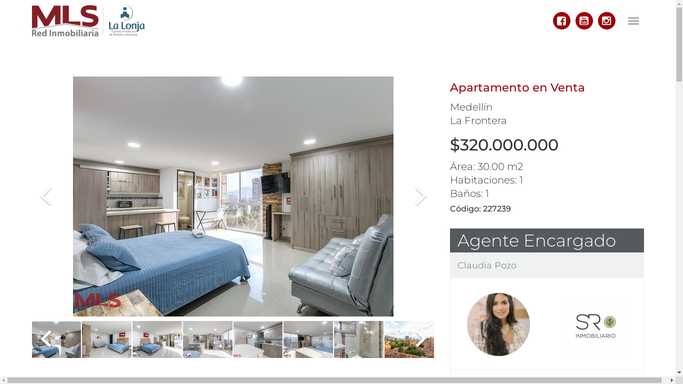 MLS
Red Inmobiliaria
La Lonja
Apartamento en Venta
Medellín
La Frontera
$320.000.000
Área: 30.00 m2
Habitaciones: 1
Baños: 1
Código: 227239
Agente Encargado
Claudia Pozo
MLS
SR
INMOBILIARIO